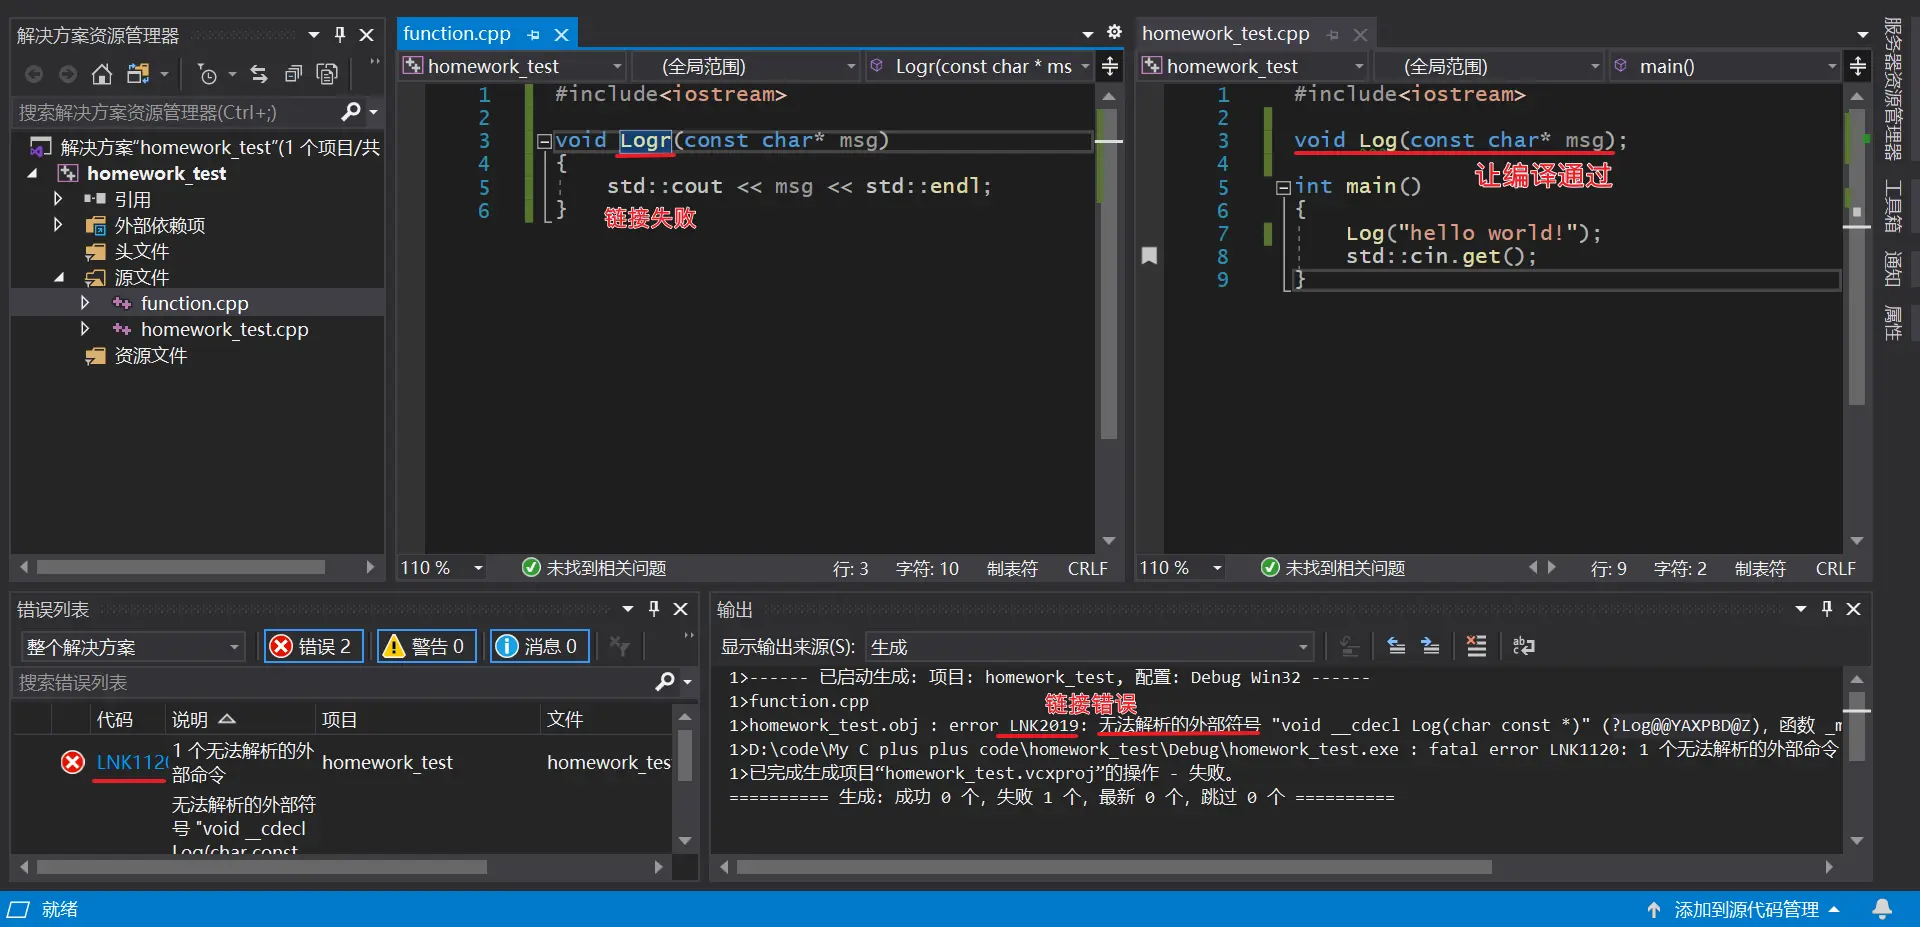 解决方案资源管理器
搜索解决方案资源管理器(Ctrl+;)
解决方案“homework_test”(1 个项目/共
homework_test
引用
外部依赖项
头文件
源文件
function.cpp
homework_test.cpp
资源文件
function.cpp
homework_test
(全局范围)
Logr(const char * ms
1 #include<iostream>
2
3 void Logr(const char* msg)
4 {
5 std::cout << msg << std::endl;
6 }
链接失败
110 %
未找到相关问题
行: 3
字符: 10
制表符
CRLF
homework_test.cpp
homework_test
(全局范围)
main()
1 #include<iostream>
2
3 void Log(const char* msg);
4
让编译通过
5 int main()
6 {
7 Log("hello world!");
8 std::cin.get();
9 }
110 %
未找到相关问题
行: 9
字符: 2
制表符
CRLF
服务器资源管理器
工具箱
通知
属性
错误列表
整个解决方案
错误 2
警告 0
消息 0
搜索错误列表
代码
说明
项目
文件
LNK112
1 个无法解析的外
部命令
homework_test
homework_tes
无法解析的外部符
号 "void __cdecl
Log(char const
输出
显示输出来源(S):
生成
1>------ 已启动生成: 项目: homework_test, 配置: Debug Win32 ------
1>function.cpp
链接错误
1>homework_test.obj : error LNK2019: 无法解析的外部符号 "void __cdecl Log(char const *)" (?Log@@YAXPBD@Z)，函数 _m
1>D:\code\My C plus plus code\homework_test\Debug\homework_test.exe : fatal error LNK1120: 1 个无法解析的外部命令
1>已完成生成项目“homework_test.vcxproj”的操作 - 失败。
========== 生成: 成功 0 个，失败 1 个，最新 0 个，跳过 0 个 ==========
就绪
添加到源代码管理